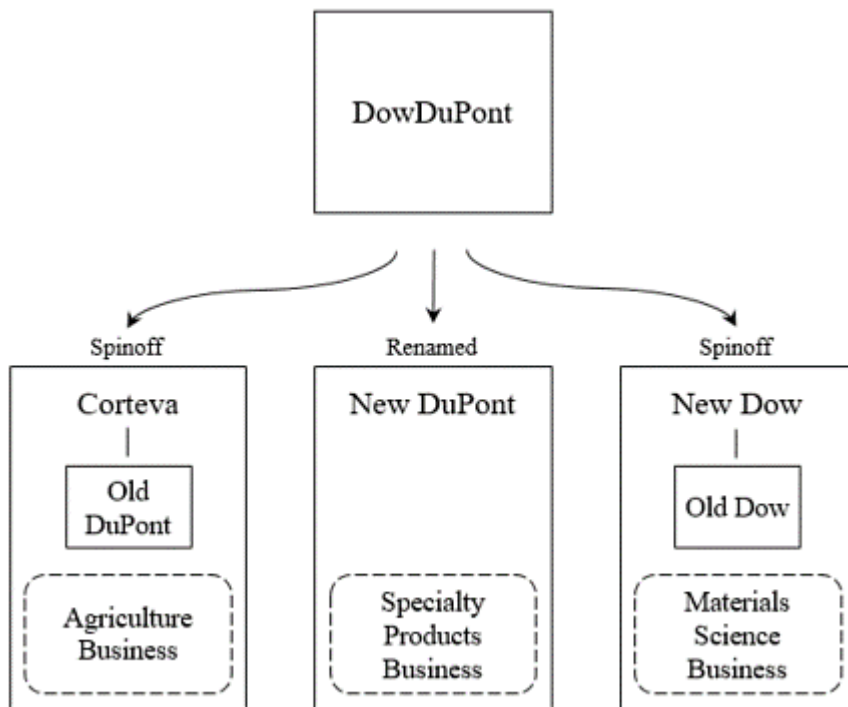 DowDuPont
Spinoff
Renamed
Spinoff
Corteva
New DuPont
New Dow
Old
DuPont
Old Dow
Agriculture
Business
Specialty
Products
Business
Materials
Science
Business